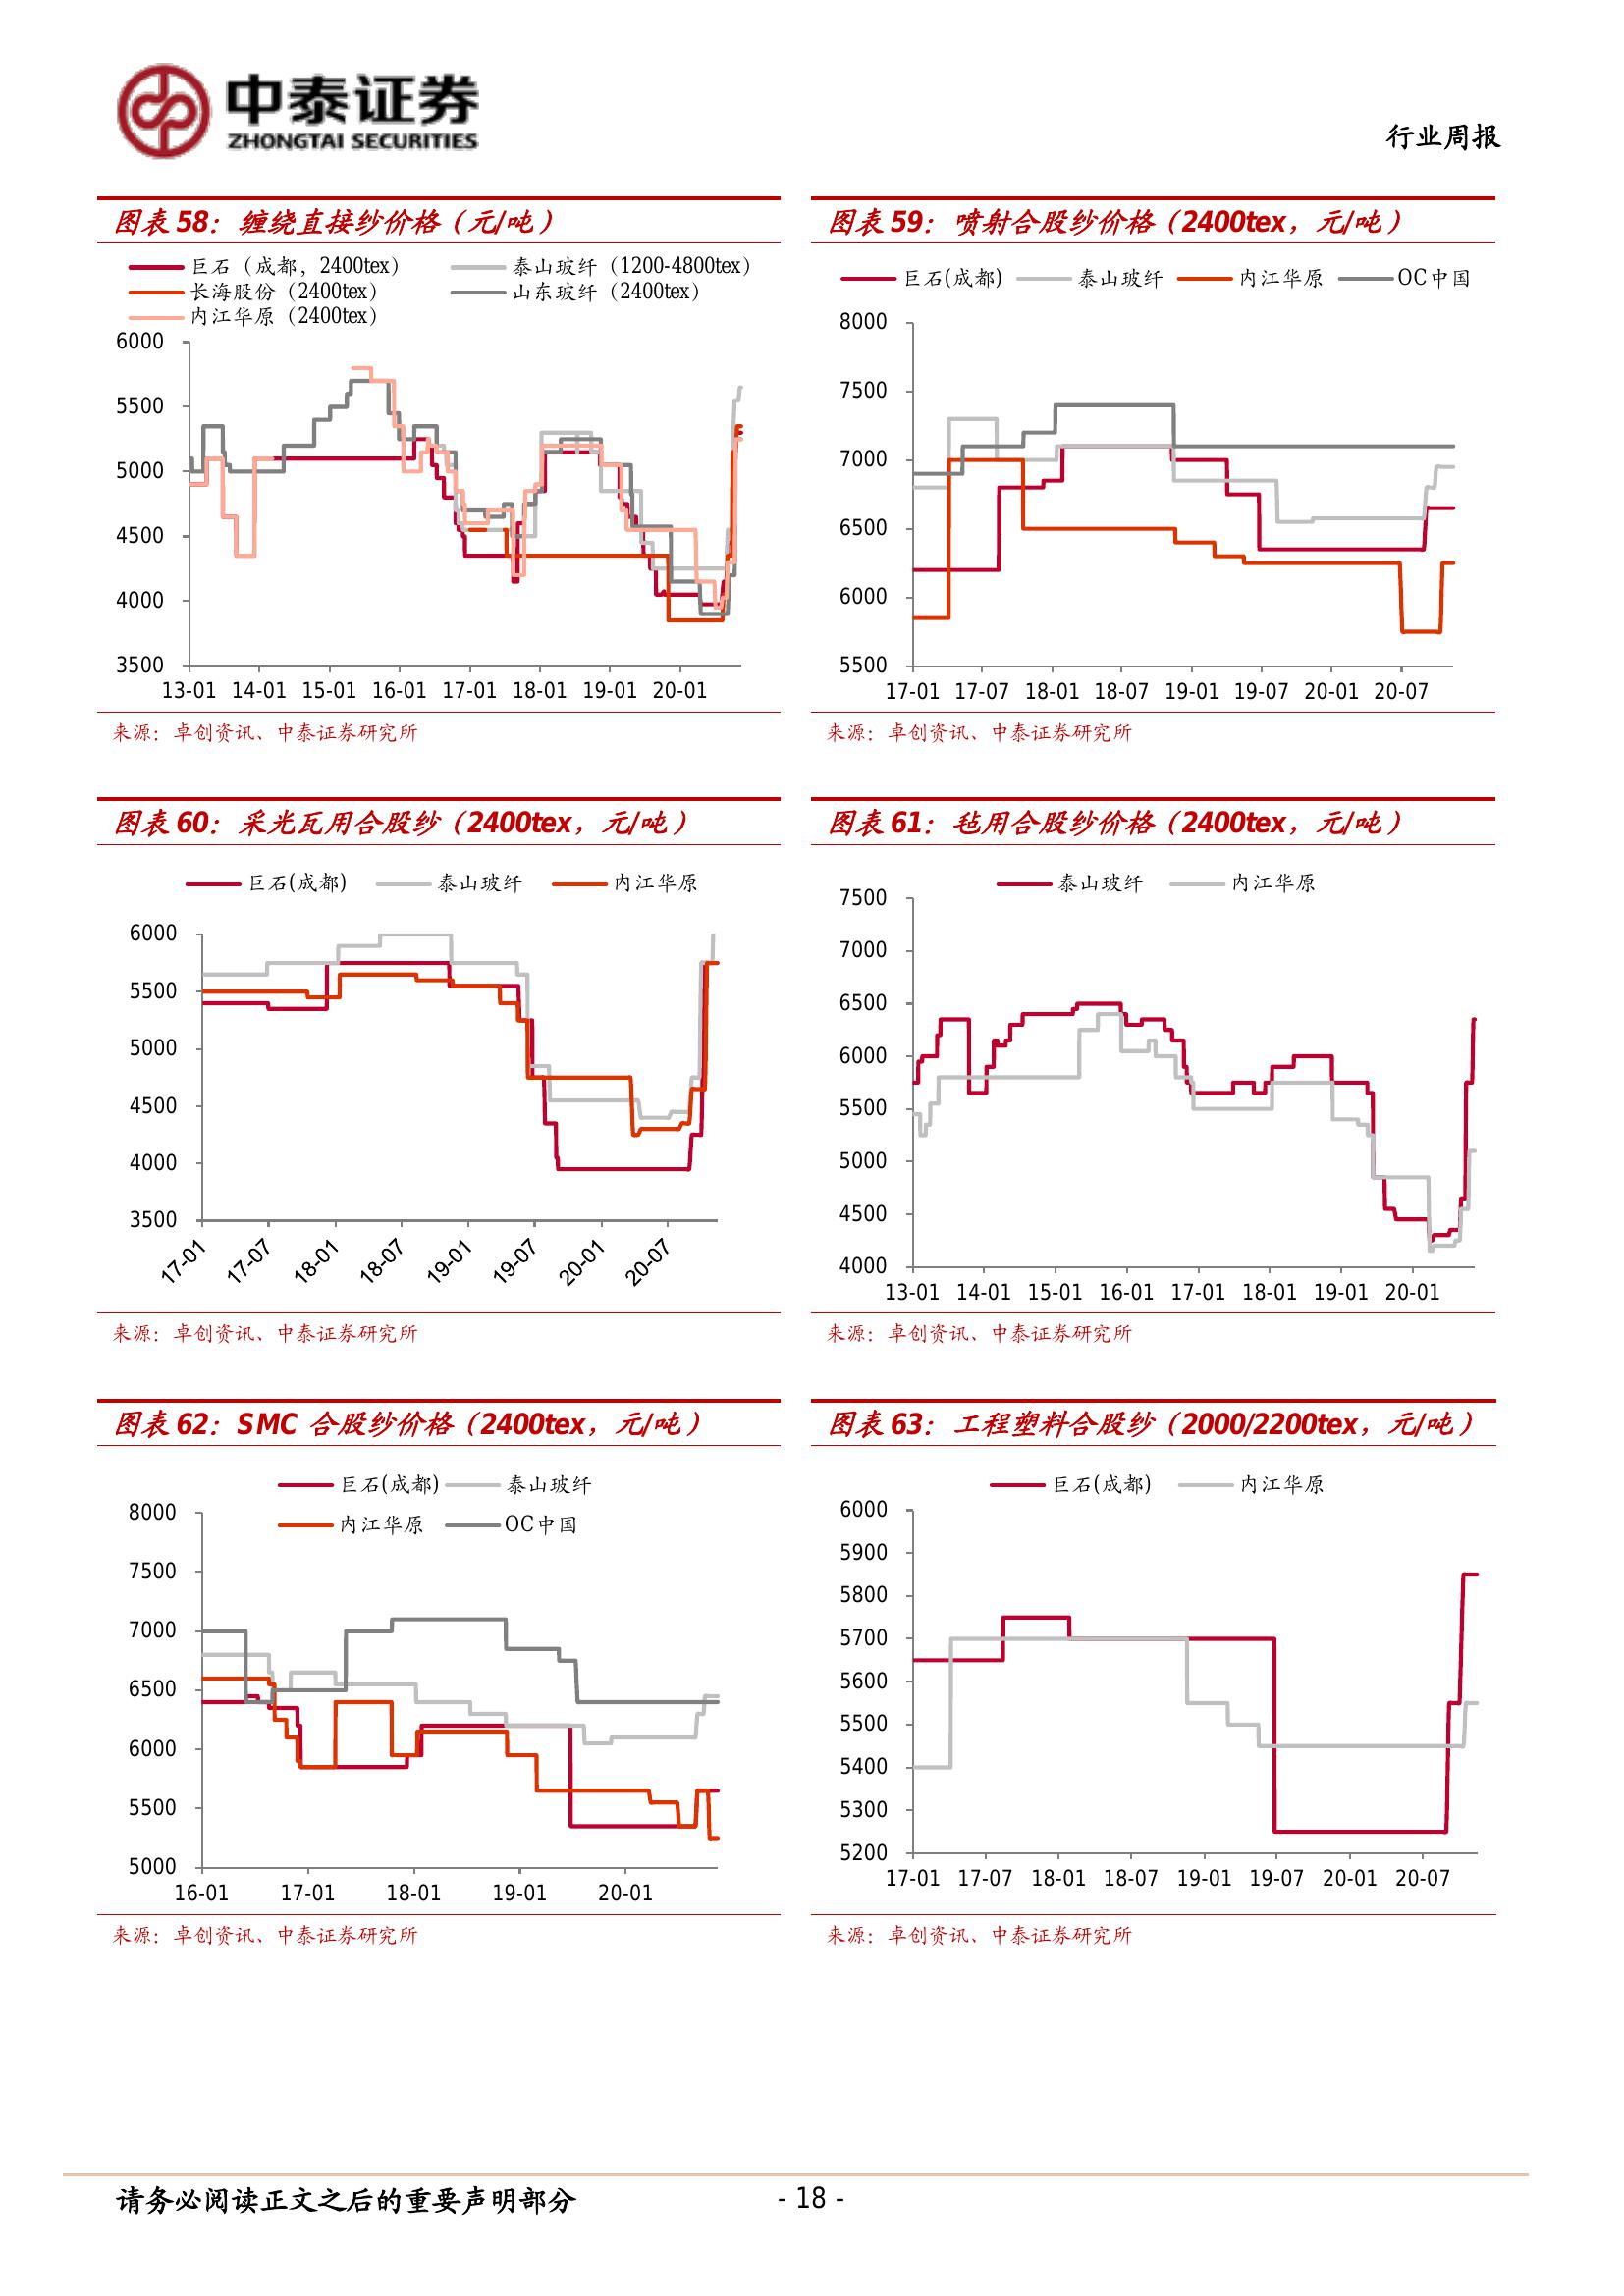 中泰证券
ZHONGTAI SECURITIES
行业周报
图表 58：缠绕直接纱价格（元/吨）
巨石（成都，2400tex） 泰山玻纤（1200-4800tex）
长海股份（2400tex） 山东玻纤（2400tex）
内江华原（2400tex）
6000
5500
5000
4500
4000
3500
13-01 14-01 15-01 16-01 17-01 18-01 19-01 20-01
来源：卓创资讯、中泰证券研究所
图表 59：喷射合股纱价格（2400tex，元/吨）
巨石(成都) 泰山玻纤 内江华原 OC中国
8000
7500
7000
6500
6000
5500
17-01 17-07 18-01 18-07 19-01 19-07 20-01 20-07
来源：卓创资讯、中泰证券研究所
图表 60：采光瓦用合股纱（2400tex，元/吨）
巨石(成都) 泰山玻纤 内江华原
6000
5500
5000
4500
4000
3500
17-01 17-07 18-01 18-07 19-01 19-07 20-01 20-07
来源：卓创资讯、中泰证券研究所
图表 61：毡用合股纱价格（2400tex，元/吨）
泰山玻纤 内江华原
7500
7000
6500
6000
5500
5000
4500
4000
13-01 14-01 15-01 16-01 17-01 18-01 19-01 20-01
来源：卓创资讯、中泰证券研究所
图表 62：SMC 合股纱价格（2400tex，元/吨）
巨石(成都) 泰山玻纤
内江华原 OC中国
8000
7500
7000
6500
6000
5500
5000
16-01 17-01 18-01 19-01 20-01
来源：卓创资讯、中泰证券研究所
图表 63：工程塑料合股纱（2000/2200tex，元/吨）
巨石(成都) 内江华原
6000
5900
5800
5700
5600
5500
5400
5300
5200
17-01 17-07 18-01 18-07 19-01 19-07 20-01 20-07
来源：卓创资讯、中泰证券研究所
请务必阅读正文之后的重要声明部分
- 18 -